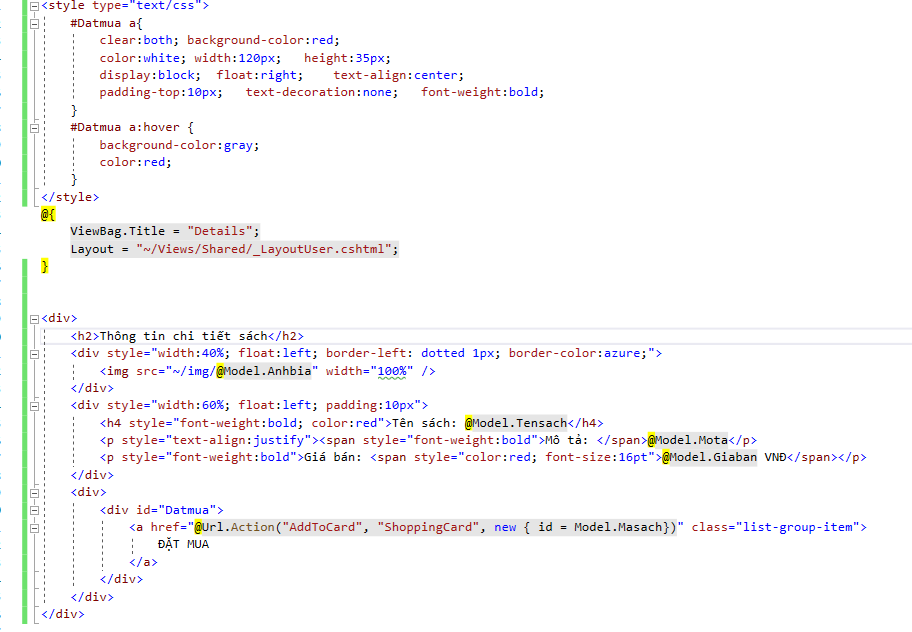 <style type="text/css">
#Datmua a{
clear:both; background-color:red;
color:white; width:120px;   height:35px;
display:block;  float:right;    text-align:center;
padding-top:10px;   text-decoration:none;   font-weight:bold;
}
#Datmua a:hover {
background-color:gray;
color:red;
}
</style>
@{
ViewBag.Title = "Details";
Layout = "~/Views/Shared/_LayoutUser.cshtml";
}
<div>
<h2>Thông tin chi tiết sách</h2>
<div style="width:40%; float:left; border-left: dotted 1px; border-color:azure;">
<img src="~/img/@Model.Anhbia" width="100%" />
</div>
<div style="width:60%; float:left; padding:10px">
<h4 style="font-weight:bold; color:red">Tên sách: @Model.Tensach</h4>
<p style="text-align:justify"><span style="font-weight:bold">Mô tả: </span>@Model.Mota</p>
<p style="font-weight:bold">Giá bán: <span style="color:red; font-size:16pt">@Model.Giaban VNĐ</span></p>
</div>
<div>
<div id="Datmua">
<a href="@Url.Action("AddToCard", "ShoppingCard", new { id = Model.Masach})" class="list-group-item">
ĐẶT MUA
</a>
</div>
</div>
</div>